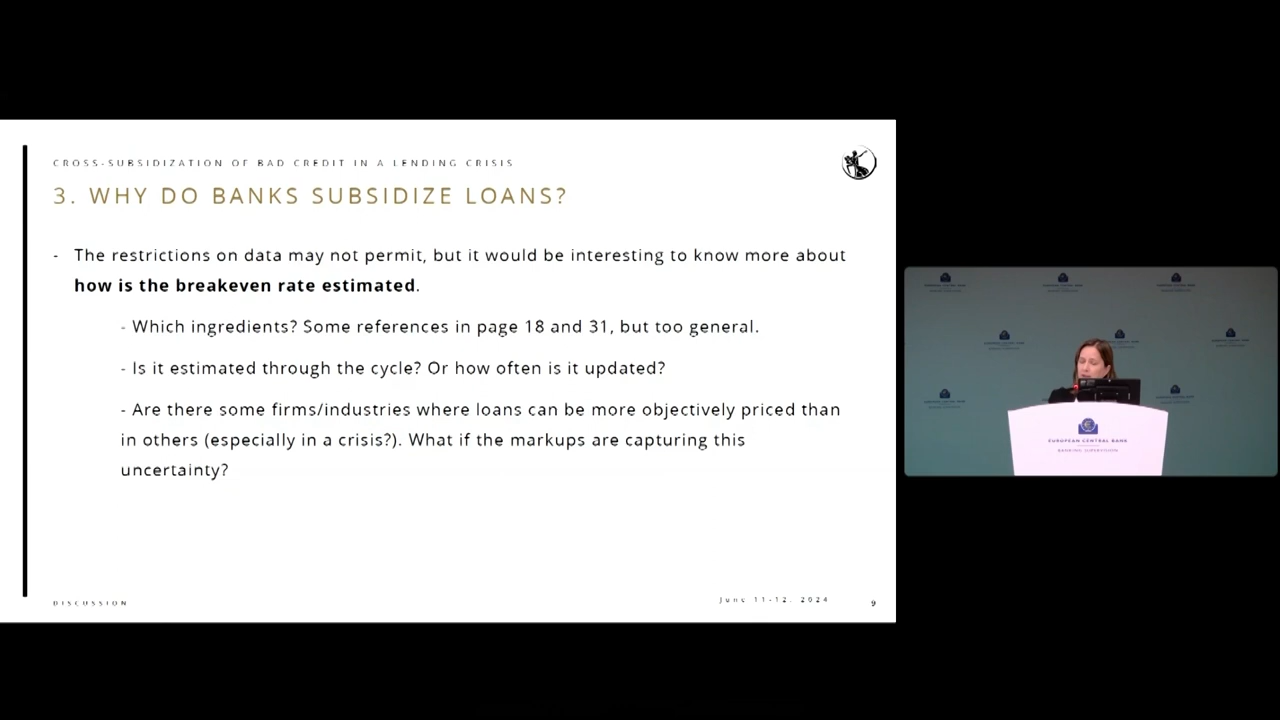 CROSS-SUBSIDIZATION OF BAD CREDIT IN A LENDING CRISIS
3. WHY DO BANKS SUBSIDIZE LOANS?
- The restrictions on data may not permit, but it would be interesting to know more about
how is the breakeven rate estimated.
- Which ingredients? Some references in page 18 and 31, but too general.
- Is it estimated through the cycle? Or how often is it updated?
- Are there some firms/industries where loans can be more objectively priced than
in others (especially in a crisis?). What if the markups are capturing this
uncertainty?
DISCUSSION
June 11-12, 2024
9
EUROPEAN CENTRAL BANK
BANKING SUPERVISION